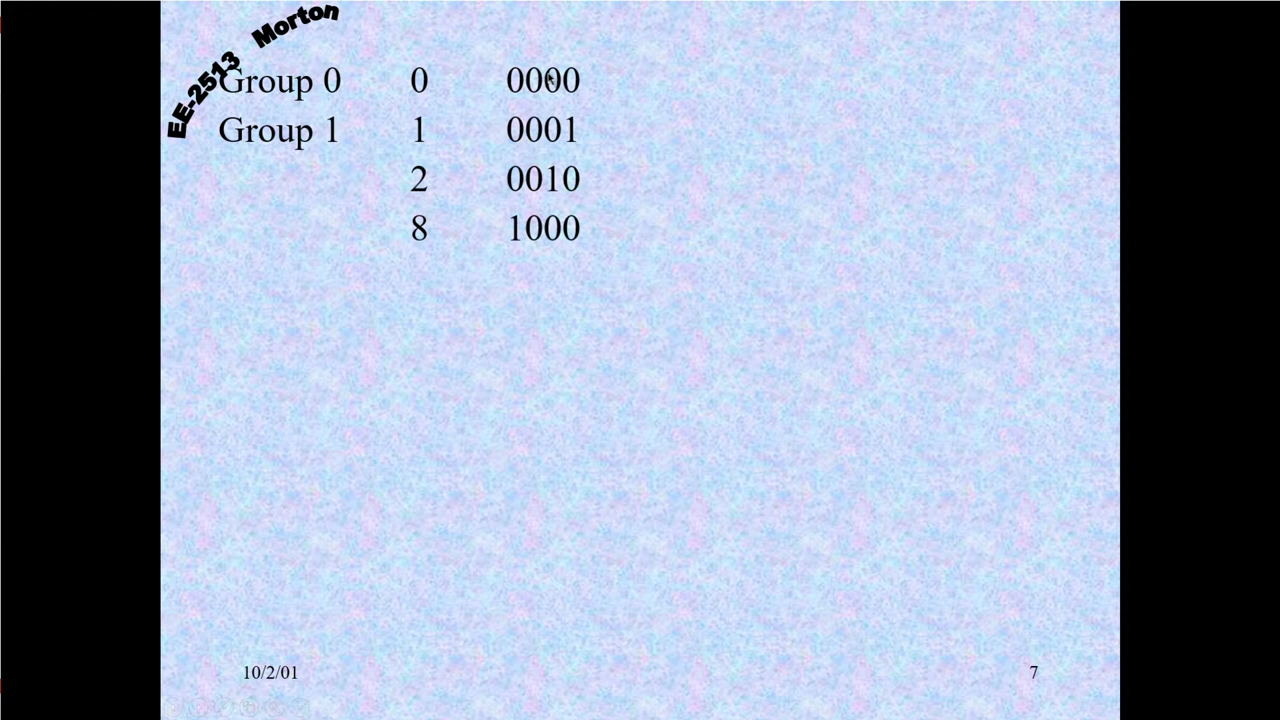 EE-2513 Morton
Group 0 0 0000
Group 1 1 0001
2 0010
8 1000
10/2/01 7